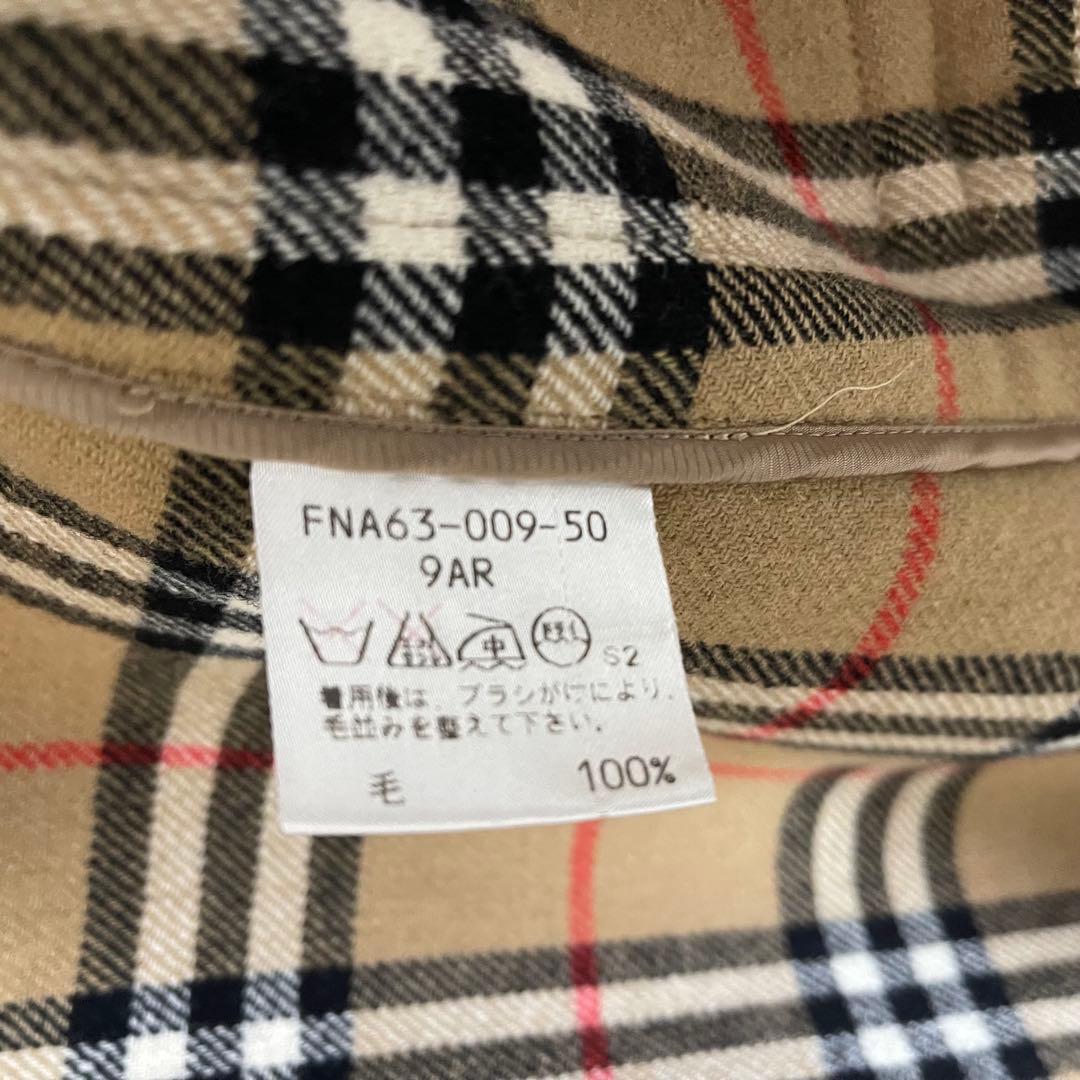 FNA63-009-50
9AR
中
S2
着用後は、ブラシがけにより、
毛並みを整えて下さい。
毛 100%